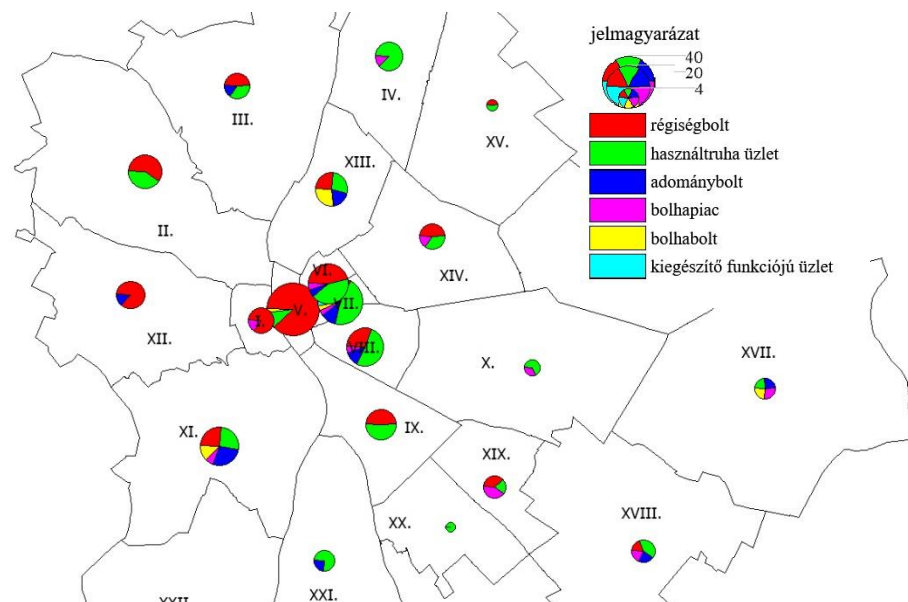 jelmagyarázat
40
20
4
régiségbolt
használtruha üzlet
adománybolt
bolhapiac
bolhabolt
kiegészítő funkciójú üzlet
III.
IV.
XV.
XIII.
II.
XIV.
VI.
XII.
I.
V.
VII.
VIII.
X.
XVII.
XI.
IX.
XIX.
XX.
XVIII.
XXI.
XXII.